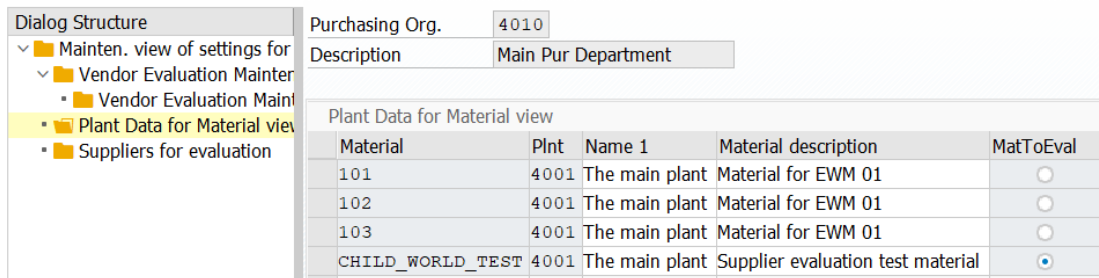 Dialog Structure
Mainten. view of settings for
Vendor Evaluation Mainter
Vendor Evaluation Maint
Plant Data for Material view
Suppliers for evaluation
Purchasing Org. 4010
Description Main Pur Department
Plant Data for Material view
Material Plnt Name 1 Material description MatToEval
101 4001 The main plant Material for EWM 01
102 4001 The main plant Material for EWM 01
103 4001 The main plant Material for EWM 01
CHILD_WORLD_TEST 4001 The main plant Supplier evaluation test material